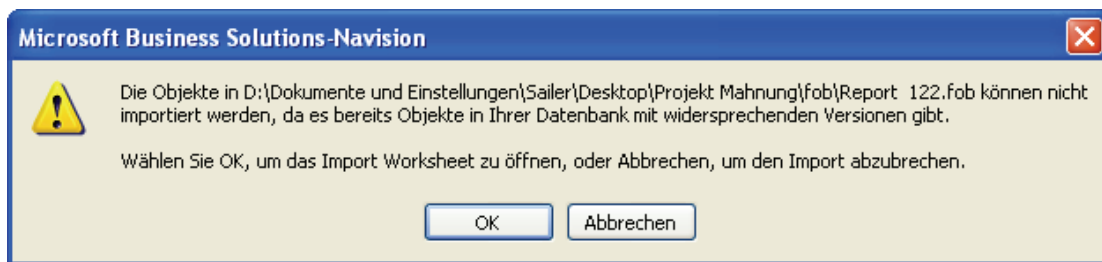 Microsoft Business Solutions-Navision
Die Objekte in D:\Dokumente und Einstellungen\Sailer\Desktop\Projekt Mahnung\fob\Report 122.fob können nicht
importiert werden, da es bereits Objekte in Ihrer Datenbank mit widersprechenden Versionen gibt.
Wählen Sie OK, um das Import Worksheet zu öffnen, oder Abbrechen, um den Import abzubrechen.
OK Abbrechen